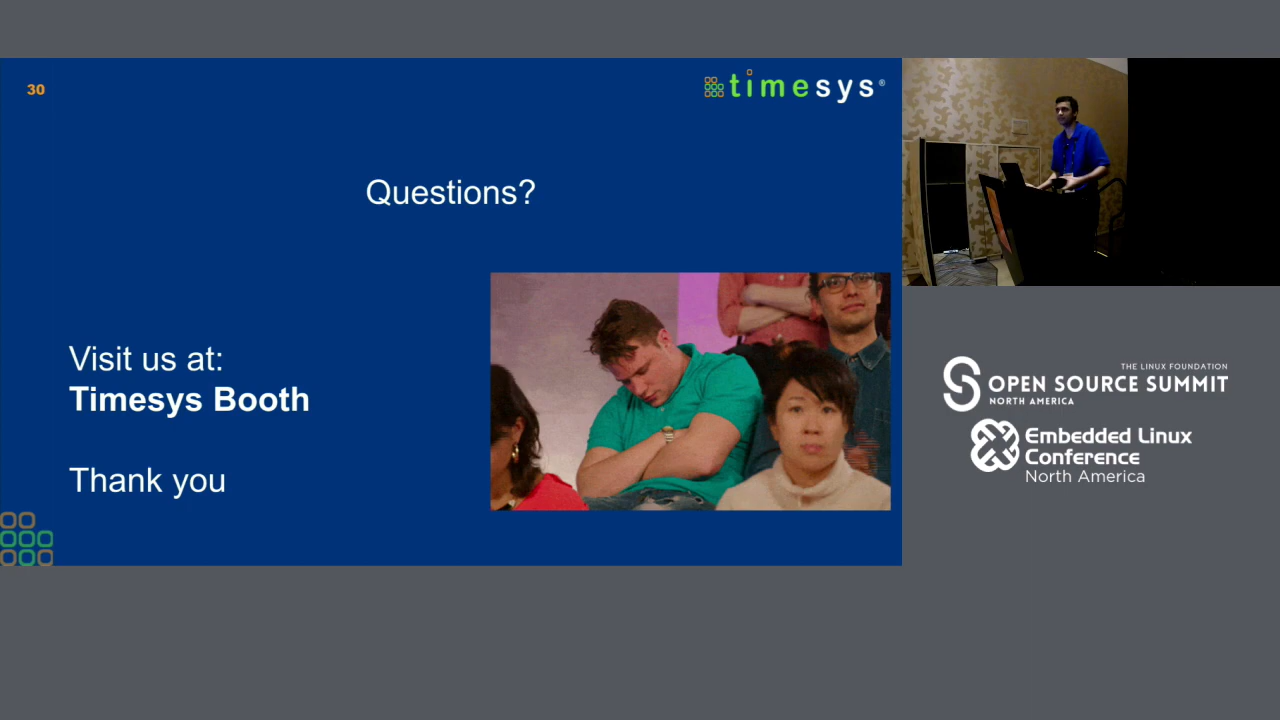 30
timesys®
Questions?
Visit us at:
Timesys Booth
Thank you
THE LINUX FOUNDATION
OPEN SOURCE SUMMIT
NORTH AMERICA
Embedded Linux
Conference
North America